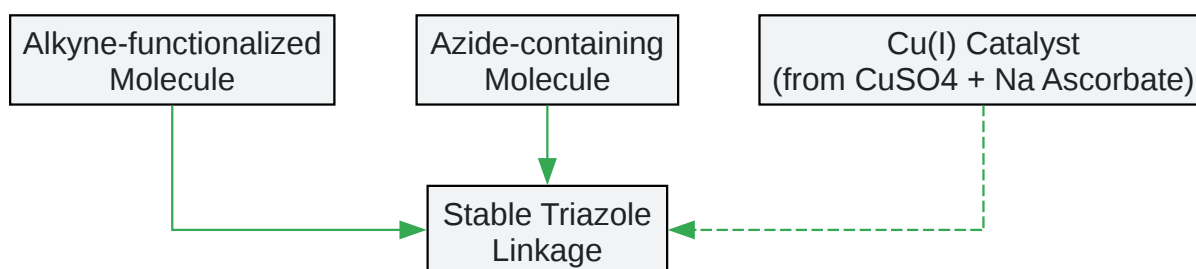 Alkyne-functionalized
Molecule
Azide-containing
Molecule
Cu(I) Catalyst
(from CuSO4 + Na Ascorbate)
Stable Triazole
Linkage